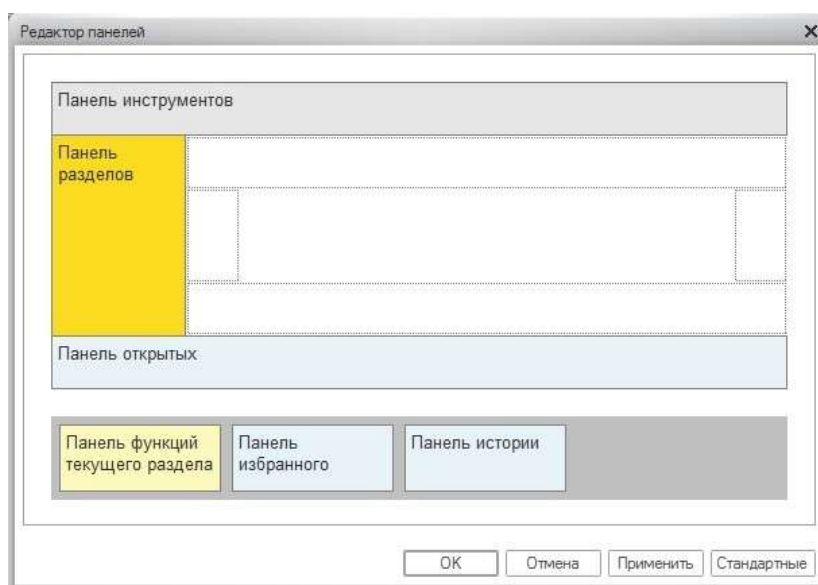 Редактор панелей
Панель инструментов
Панель
разделов
Панель открытых
Панель функций
текущего раздела
Панель
избранного
Панель истории
OK
Отмена
Применить
Стандартные